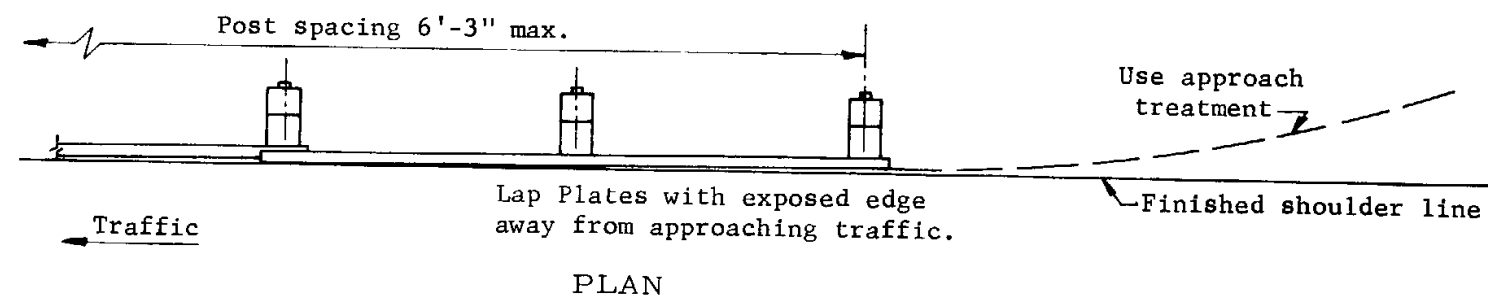 Post spacing 6'-3" max.
Use approach
treatment
Lap Plates with exposed edge
away from approaching traffic.
Finished shoulder line
Traffic
PLAN